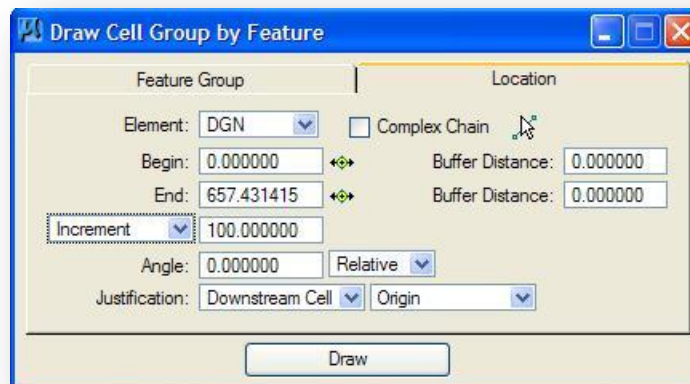 Draw Cell Group by Feature
Feature Group Location
Element: DGN Complex Chain
Begin: 0.000000 Buffer Distance: 0.000000
End: 657.431415 Buffer Distance: 0.000000
Increment 100.000000
Angle: 0.000000 Relative
Justification: Downstream Cell Origin
Draw